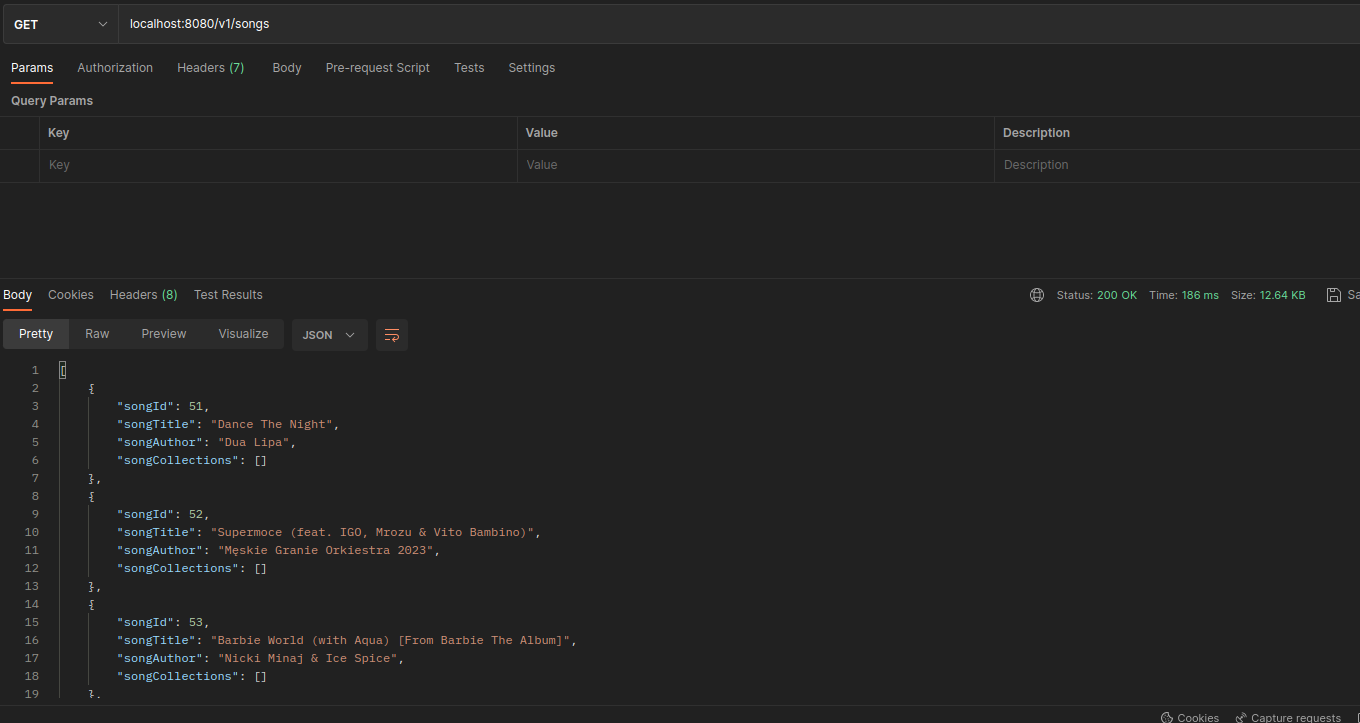 GET localhost:8080/v1/songs
Params Authorization Headers (7) Body Pre-request Script Tests Settings
Query Params
Key Value Description
Key Value Description
Body Cookies Headers (8) Test Results Status: 200 OK Time: 186 ms Size: 12.64 KB
Pretty Raw Preview Visualize JSON
1 [
2 {
3 "songId": 51,
4 "songTitle": "Dance The Night",
5 "songAuthor": "Dua Lipa",
6 "songCollections": []
7 },
8 {
9 "songId": 52,
10 "songTitle": "Supermoce (feat. IGO, Mrozu & Vito Bambino)",
11 "songAuthor": "Męskie Granie Orkiestra 2023",
12 "songCollections": []
13 },
14 {
15 "songId": 53,
16 "songTitle": "Barbie World (with Aqua) [From Barbie The Album]",
17 "songAuthor": "Nicki Minaj & Ice Spice",
18 "songCollections": []
19 },
Cookies Capture requests